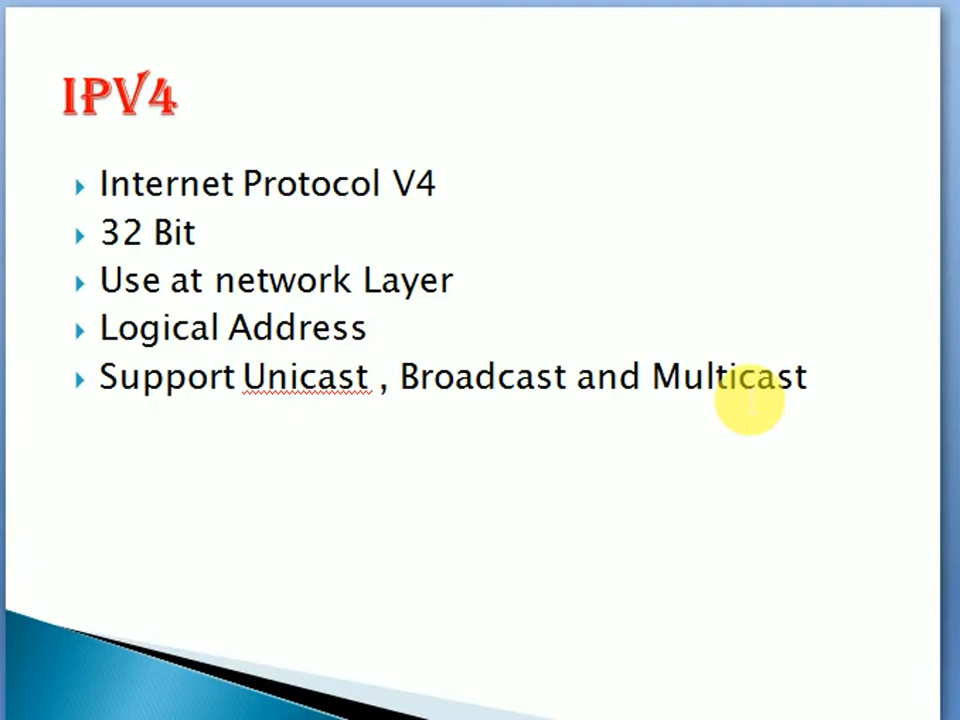 IPV4
Internet Protocol V4
32 Bit
Use at network Layer
Logical Address
Support Unicast , Broadcast and Multicast